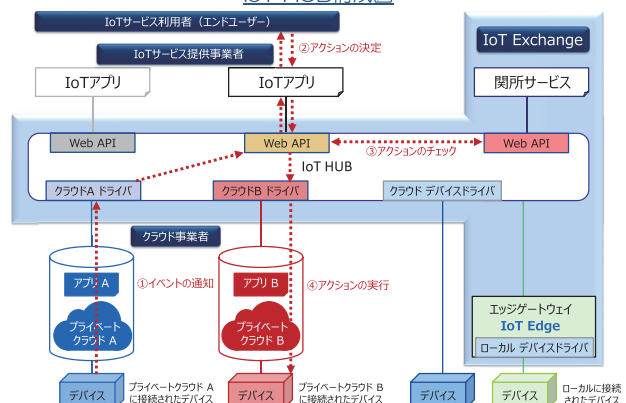 IoTサービス利用者（エンドユーザー）
②アクションの決定
IoTサービス提供事業者
IoT Exchange
IoTアプリ
IoTアプリ
関所サービス
Web API
Web API
Web API
③アクションのチェック
IoT HUB
クラウドA ドライバ
クラウドB ドライバ
クラウド デバイスドライバ
クラウド事業者
アプリ A
①イベントの通知
アプリ B
④アクションの実行
プライベート
クラウド A
プライベート
クラウド B
エッジゲートウェイ
IoT Edge
ローカル デバイスドライバ
デバイス
プライベートクラウド A
に接続されたデバイス
デバイス
プライベートクラウド B
に接続されたデバイス
デバイス
デバイス
ローカルに接続
されたデバイス